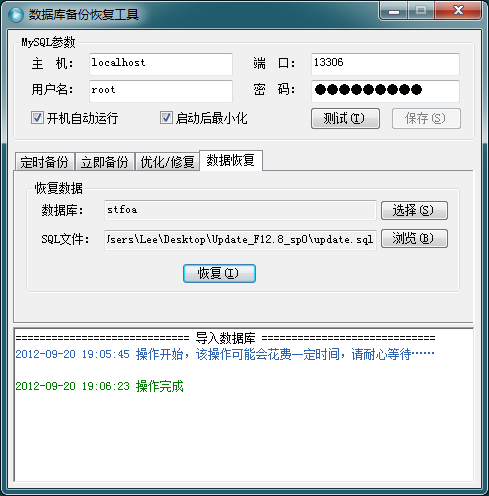 数据库备份恢复工具
MySQL参数
主 机： localhost 端 口： 13306
用户名： root 密 码： ●●●●●●●●●
开机自动运行 启动后最小化 测试(T) 保存(S)
定时备份 立即备份 优化/修复 数据恢复
恢复数据
数据库： stfoa 选择(S)
SQL文件： Users\Lee\Desktop\Update_F12.8_sp0\update.sql 浏览(B)
恢复(I)
============================= 导入数据库 =============================
2012-09-20 19:05:45 操作开始，该操作可能会花费一定时间，请耐心等待……
2012-09-20 19:06:23 操作完成